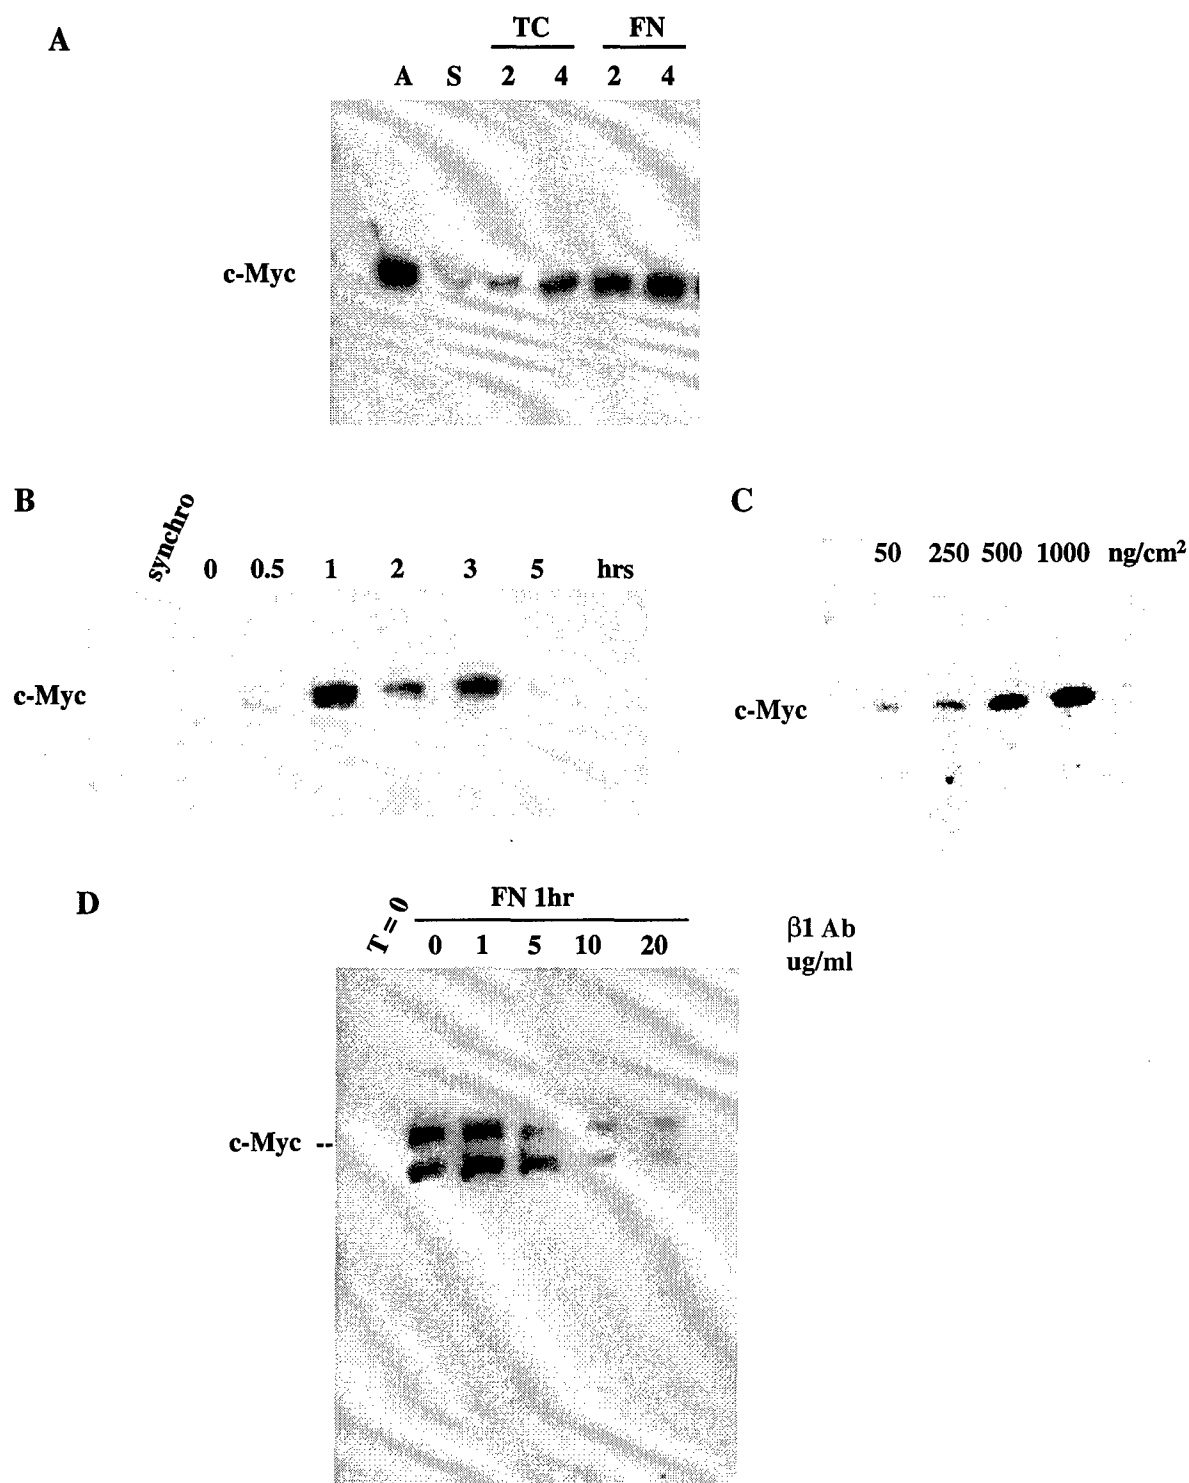 A
TC FN
A S 2 4 2 4
c-Myc
B
synchro 0 0.5 1 2 3 5 hrs
c-Myc
C
50 250 500 1000 ng/cm²
c-Myc
D
T = 0 FN 1hr
0 1 5 10 20
β1 Ab
ug/ml
c-Myc --